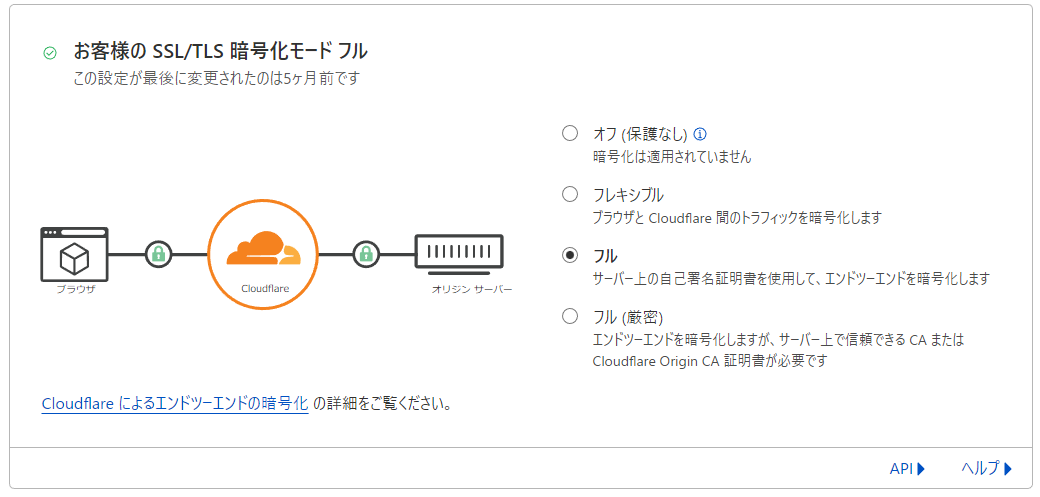 お客様の SSL/TLS 暗号化モード フル
この設定が最後に変更されたのは5ヶ月前です
オフ (保護なし)
暗号化は適用されていません
フレキシブル
ブラウザと Cloudflare 間のトラフィックを暗号化します
フル
サーバー上の自己署名証明書を使用して、エンドツーエンドを暗号化します
フル (厳密)
エンドツーエンドを暗号化しますが、サーバー上で信頼できる CA または
Cloudflare Origin CA 証明書が必要です
ブラウザ
Cloudflare
オリジン サーバー
Cloudflare によるエンドツーエンドの暗号化 の詳細をご覧ください。
API
ヘルプ